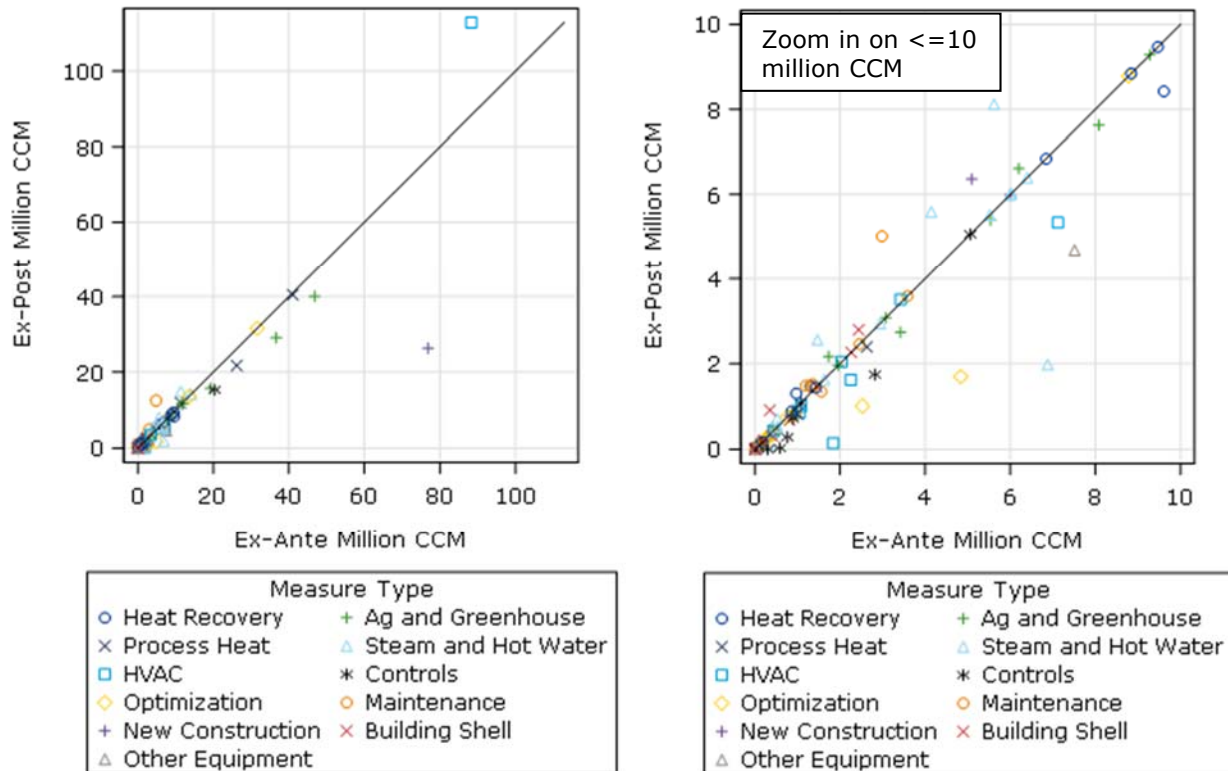 100
80
60
40
20
0
Ex-Post Million CCM
0 20 40 60 80 100
Ex-Ante Million CCM
Measure Type
Heat Recovery
Ag and Greenhouse
Process Heat
Steam and Hot Water
HVAC
Controls
Optimization
Maintenance
New Construction
Building Shell
Other Equipment
Zoom in on <=10
million CCM
10
8
6
4
2
0
Ex-Post Million CCM
0 2 4 6 8 10
Ex-Ante Million CCM
Measure Type
Heat Recovery
Ag and Greenhouse
Process Heat
Steam and Hot Water
HVAC
Controls
Optimization
Maintenance
New Construction
Building Shell
Other Equipment